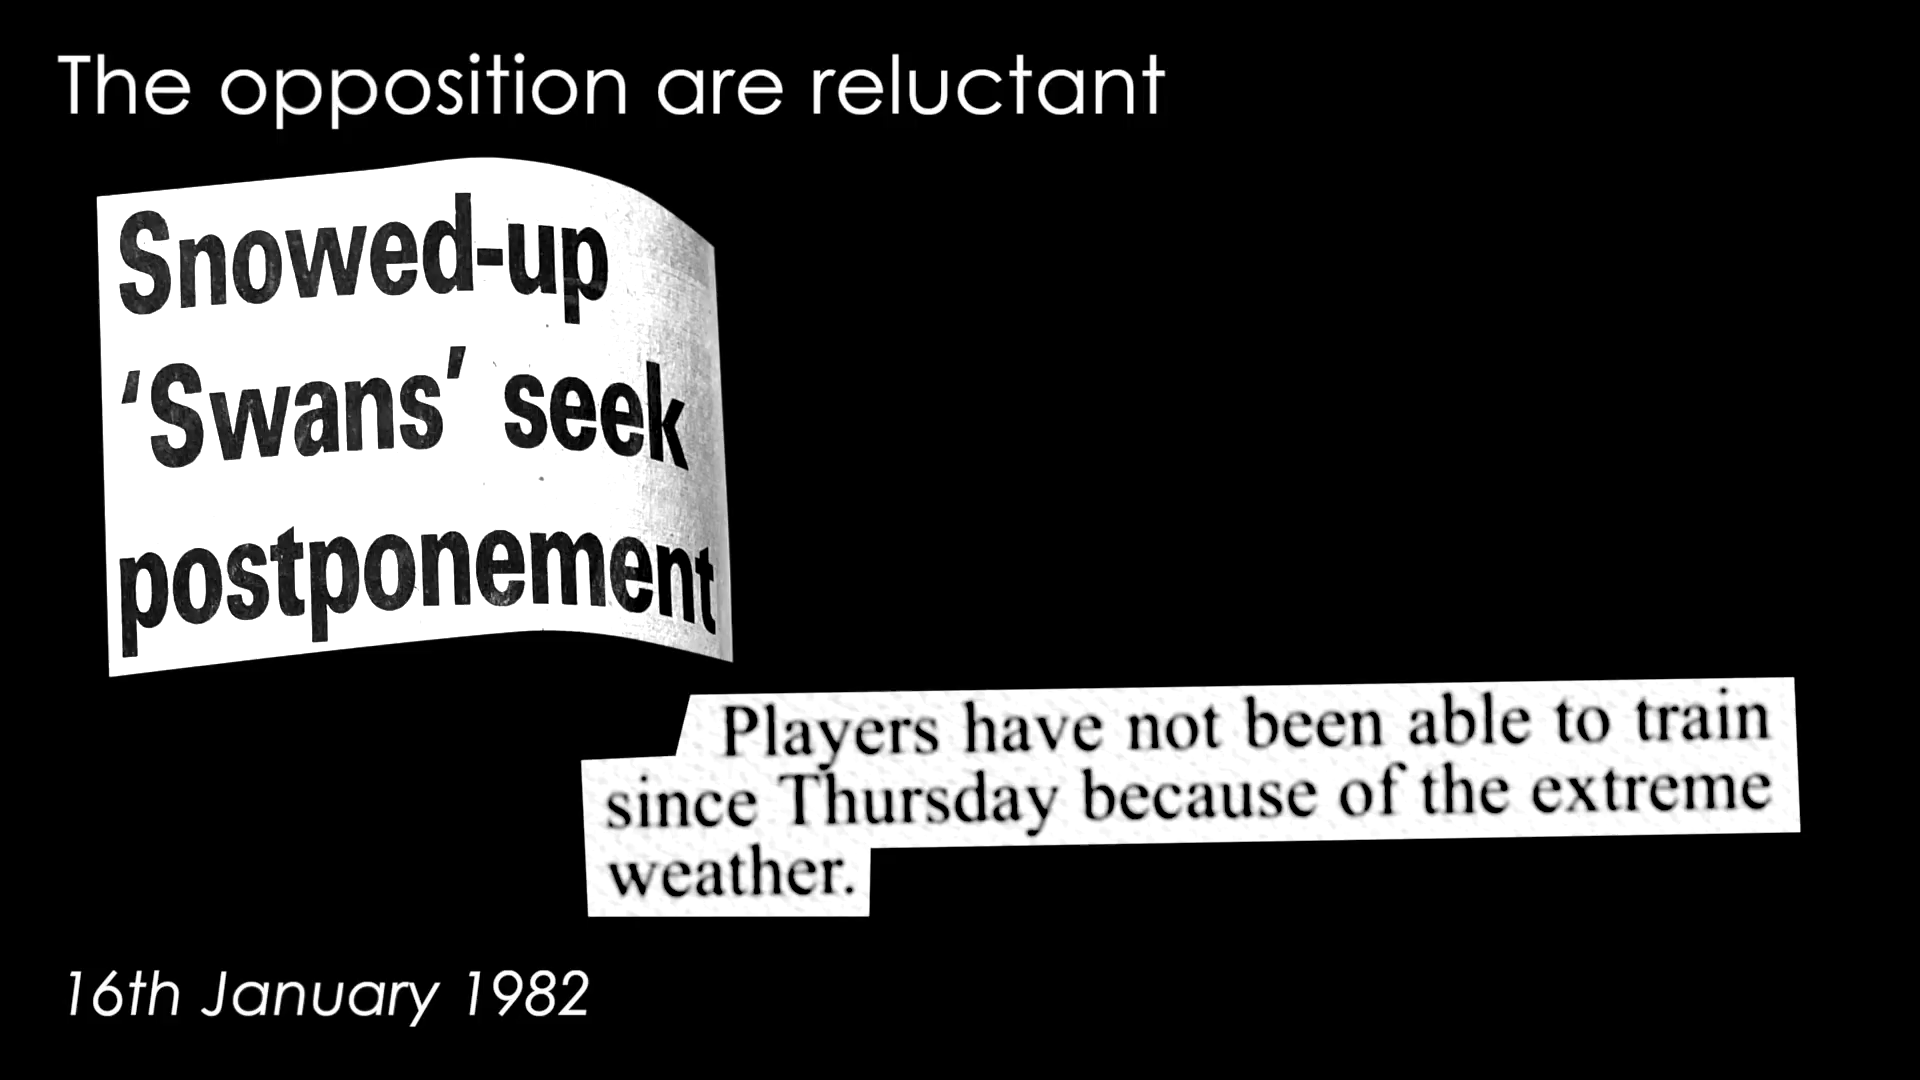 The opposition are reluctant
Snowed-up
‘Swans’ seek
postponement
Players have not been able to train
since Thursday because of the extreme
weather.
16th January 1982